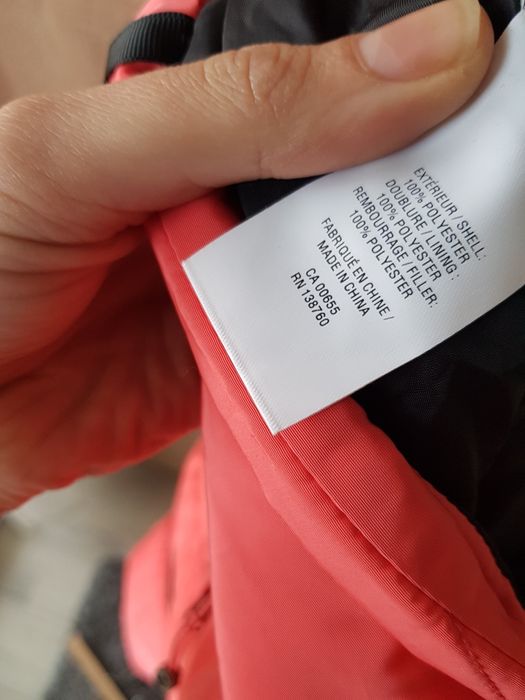 EXTÉRIEUR / SHELL:
100% POLYESTER
DOUBLURE / LINING :
100% POLYESTER
REMBOURRAGE / FILLER:
100% POLYESTER
FABRIQUÉ EN CHINE /
MADE IN CHINA
CA 00655
RN 138760